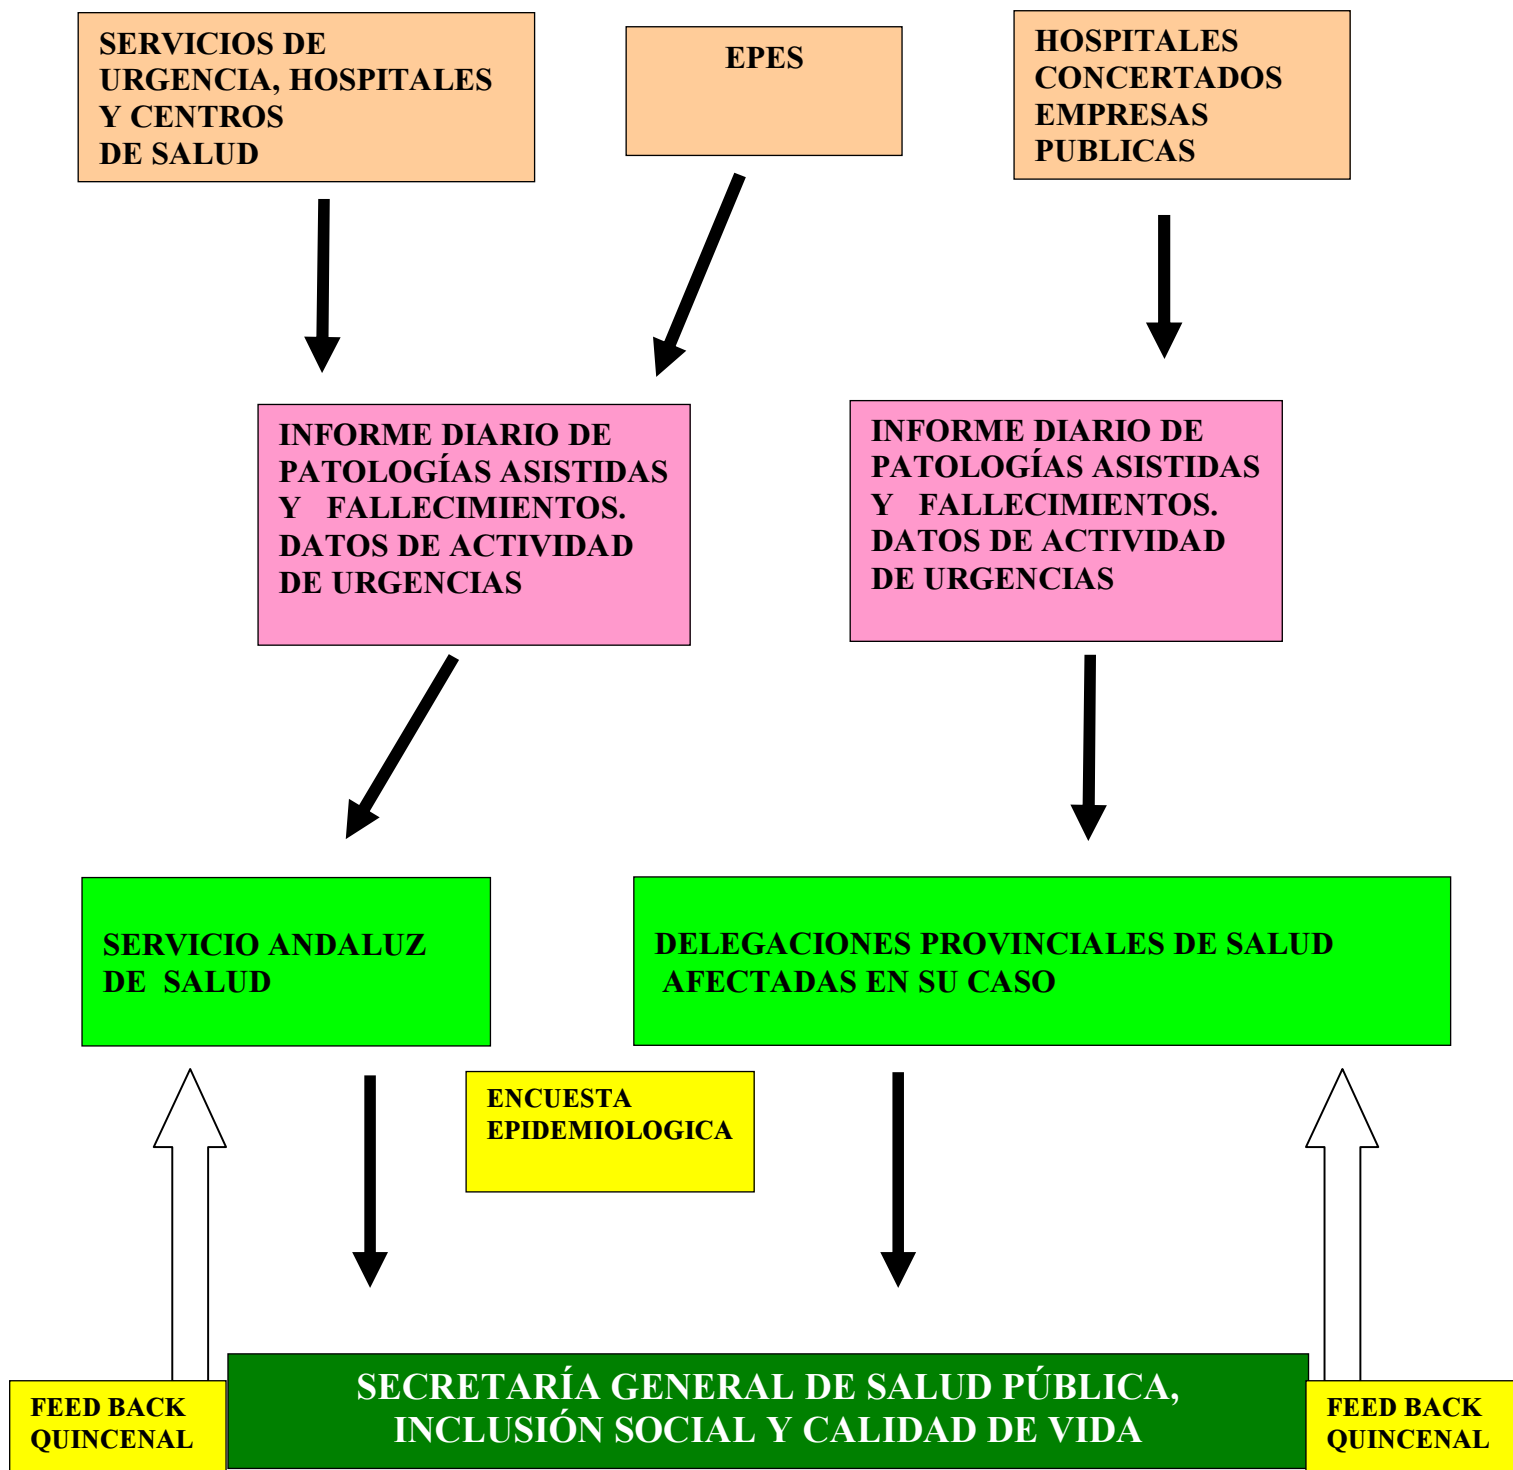 SERVICIOS DE
URGENCIA, HOSPITALES
Y CENTROS
DE SALUD
EPES
HOSPITALES
CONCERTADOS
EMPRESAS
PUBLICAS
INFORME DIARIO DE
PATOLOGÍAS ASISTIDAS
Y FALLECIMIENTOS.
DATOS DE ACTIVIDAD
DE URGENCIAS
INFORME DIARIO DE
PATOLOGÍAS ASISTIDAS
Y FALLECIMIENTOS.
DATOS DE ACTIVIDAD
DE URGENCIAS
SERVICIO ANDALUZ
DE SALUD
DELEGACIONES PROVINCIALES DE SALUD
AFECTADAS EN SU CASO
ENCUESTA
EPIDEMIOLOGICA
FEED BACK
QUINCENAL
SECRETARÍA GENERAL DE SALUD PÚBLICA,
INCLUSIÓN SOCIAL Y CALIDAD DE VIDA
FEED BACK
QUINCENAL